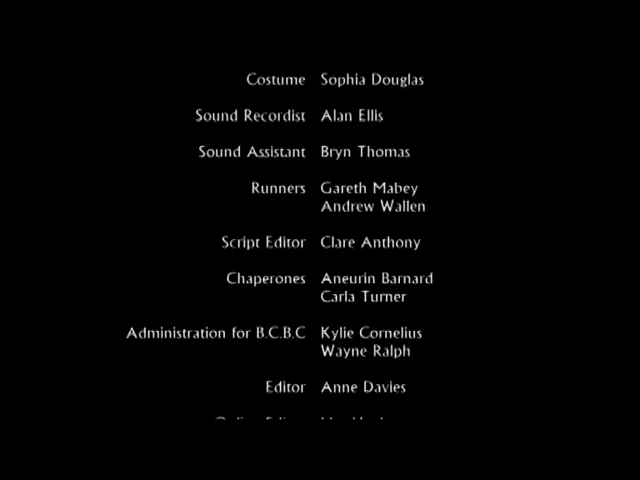 Costume Sophia Douglas
Sound Recordist Alan Ellis
Sound Assistant Bryn Thomas
Runners Gareth Mabey
Andrew Wallen
Script Editor Clare Anthony
Chaperones Aneurin Barnard
Carla Turner
Administration for B.C.B.C Kylie Cornelius
Wayne Ralph
Editor Anne Davies